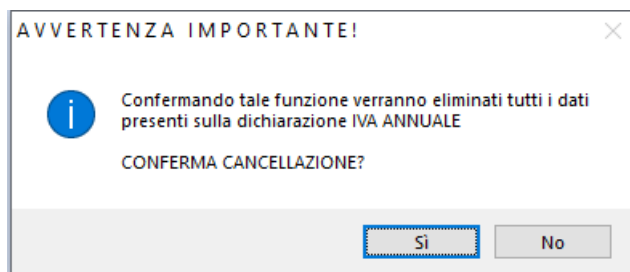 AVVERTENZA IMPORTANTE!
Confermando tale funzione verranno eliminati tutti i dati
presenti sulla dichiarazione IVA ANNUALE
CONFERMA CANCELLAZIONE?
Sì
No